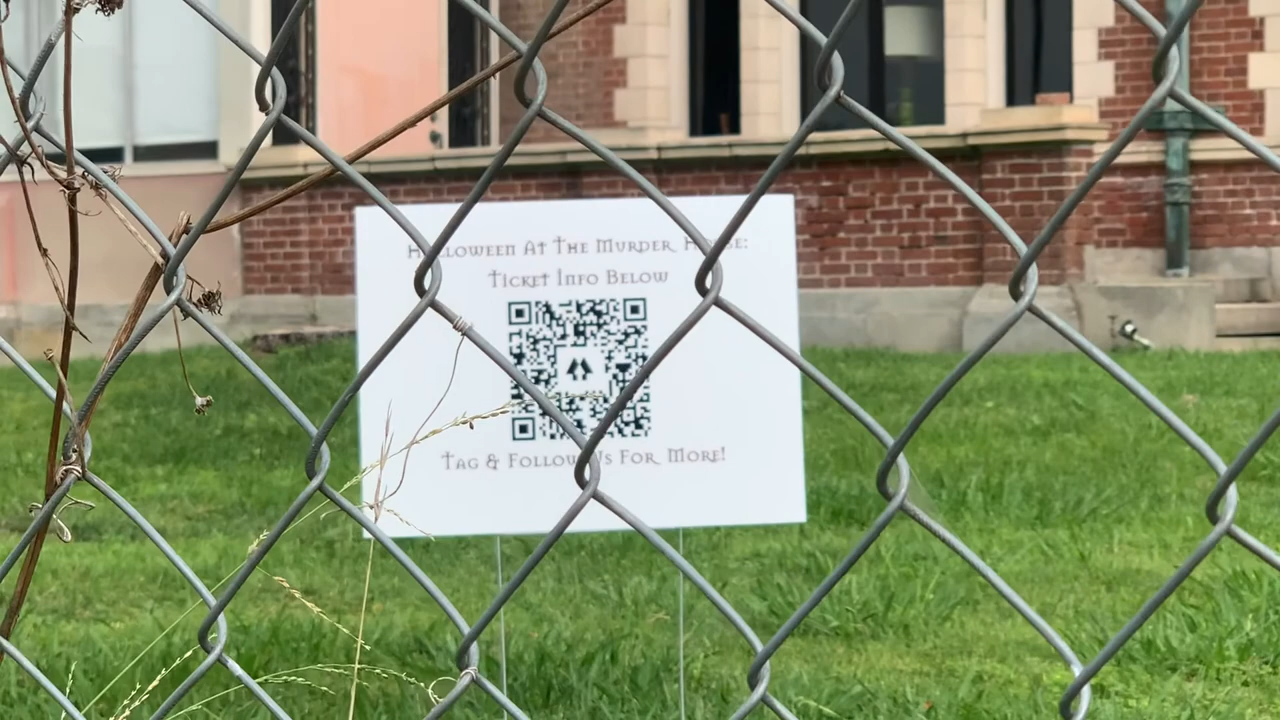 Halloween At The Murder House:
Ticket Info Below
Tag & Follow Us For More!